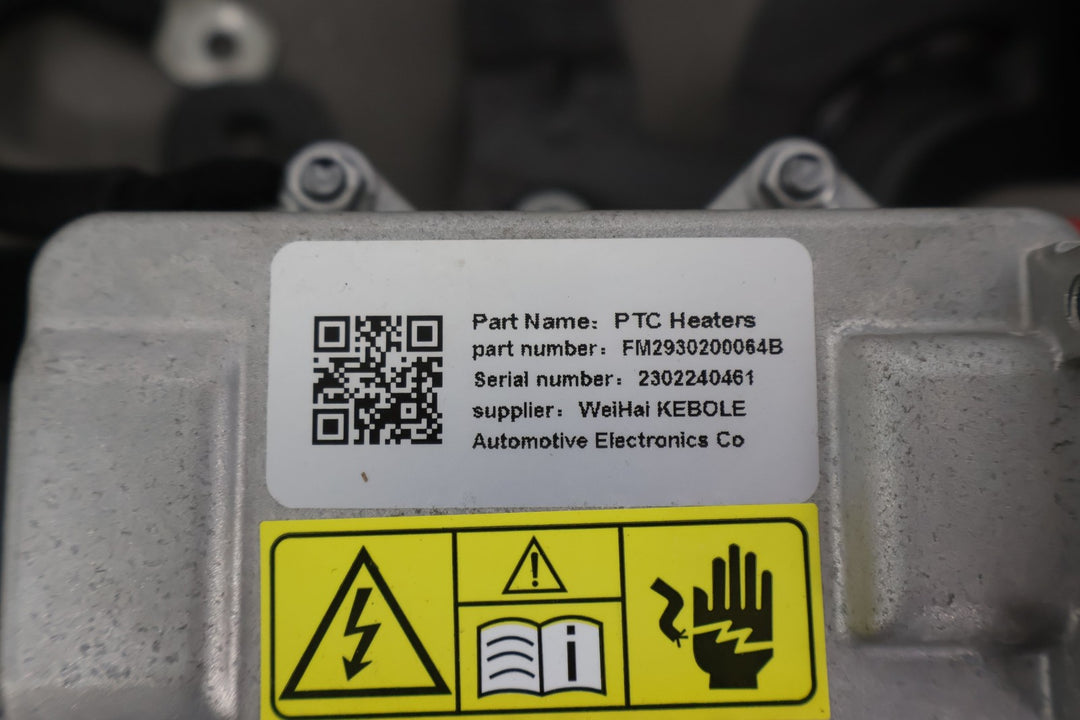 Part Name: PTC Heaters
part number: FM2930200064B
Serial number: 2302240461
supplier: WeiHai KEBOLE
Automotive Electronics Co